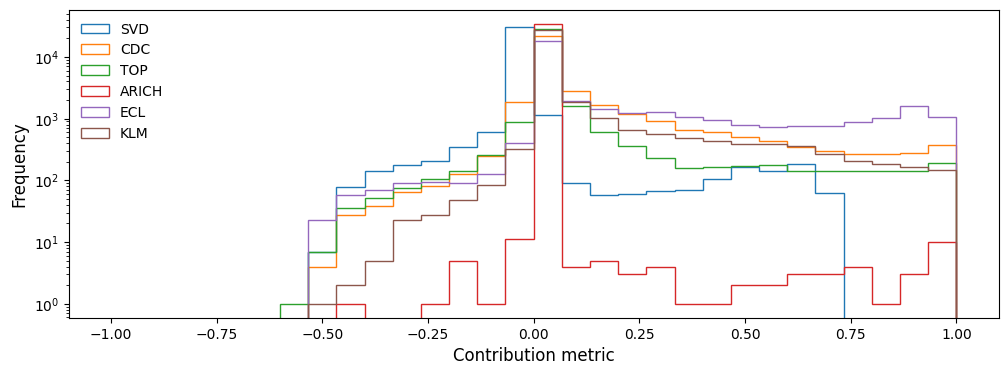 SVD
CDC
TOP
ARICH
ECL
KLM
Frequency
10⁴
10³
10²
10¹
10⁰
−1.00 −0.75 −0.50 −0.25 0.00 0.25 0.50 0.75 1.00
Contribution metric